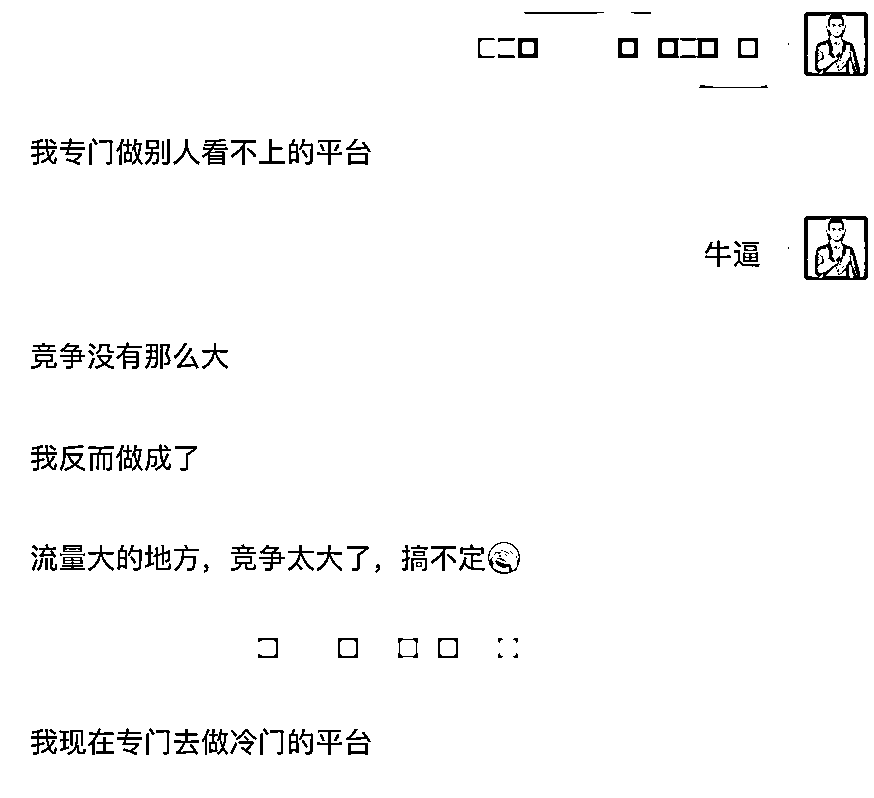 我专门做别人看不上的平台
牛逼
竞争没有那么大
我反而做成了
流量大的地方，竞争太大了，搞不定
我现在专门去做冷门的平台